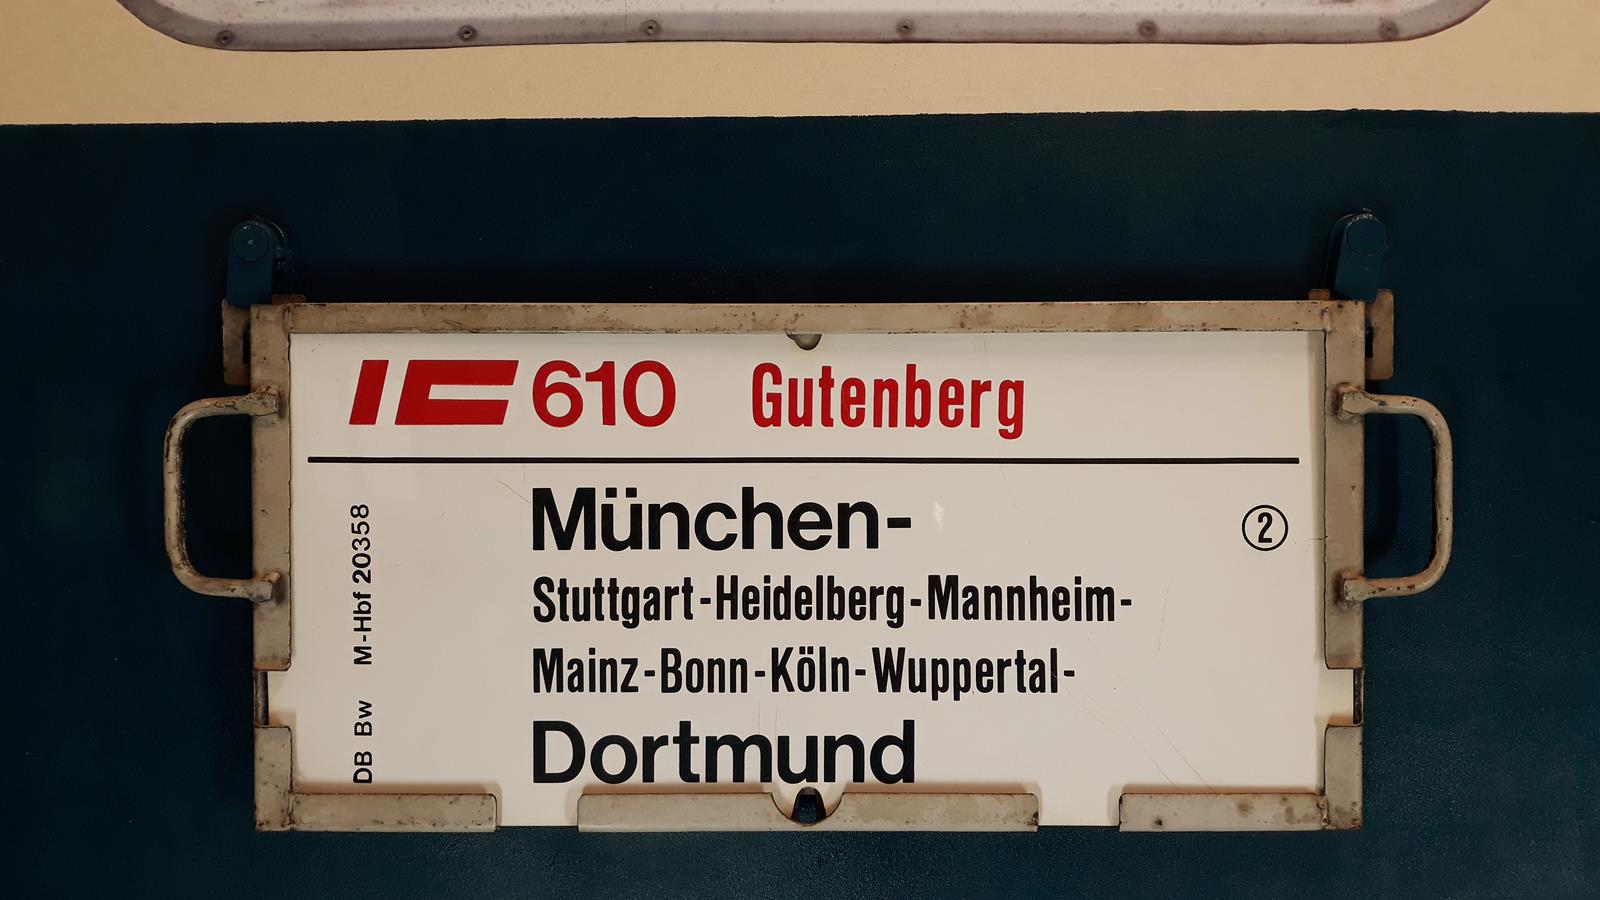 IC 610 Gutenberg
München-
②
Stuttgart-Heidelberg-Mannheim-
Mainz-Bonn-Köln-Wuppertal-
Dortmund
DB Bw M-Hbf 20358